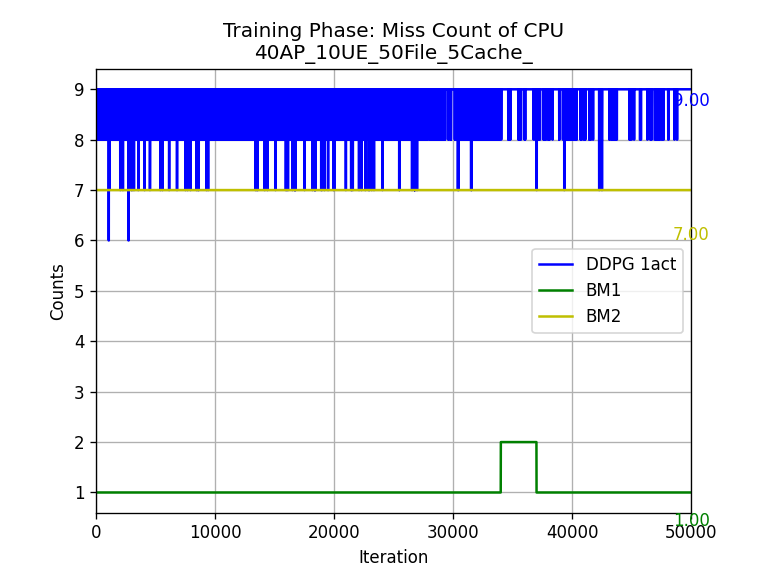 Training Phase: Miss Count of CPU
40AP_10UE_50File_5Cache_
Counts
9
8
7
6
5
4
3
2
1
9.00
7.00
DDPG 1act
BM1
BM2
1.00
0
10000
20000
30000
40000
50000
Iteration